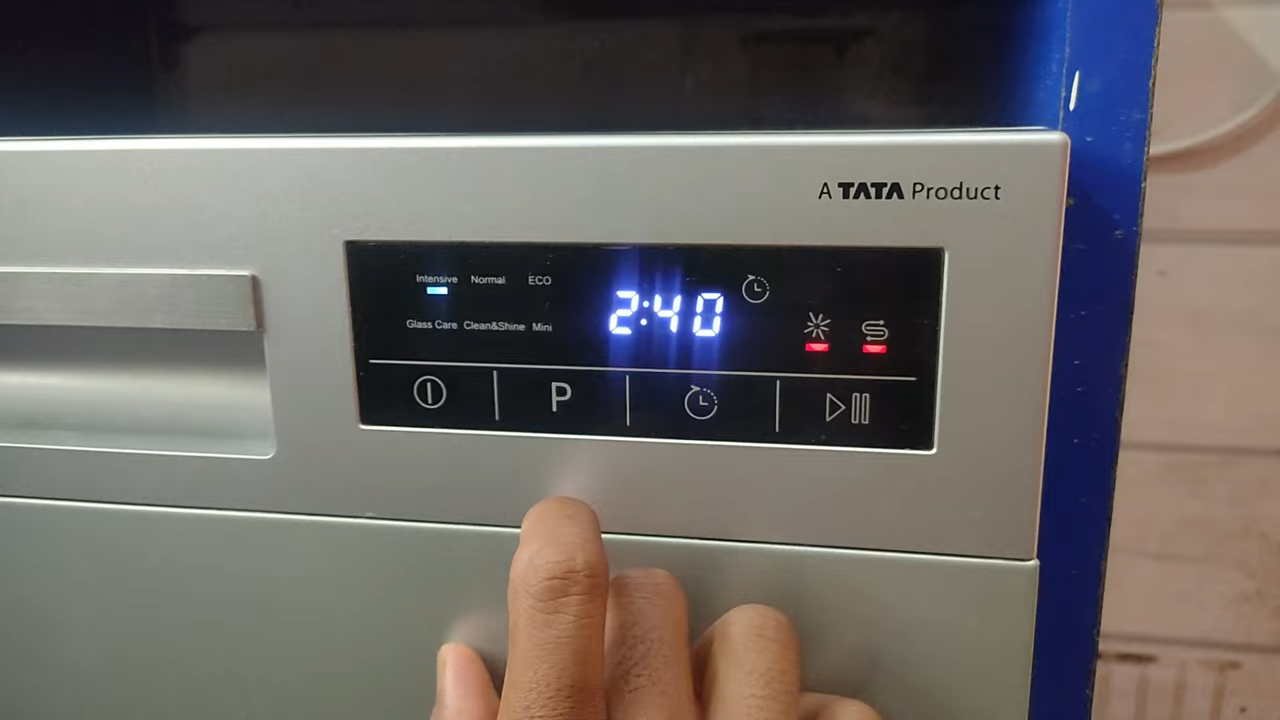 A TATA Product
Intensive Normal ECO
2:40
Glass Care Clean&Shine Mini
P